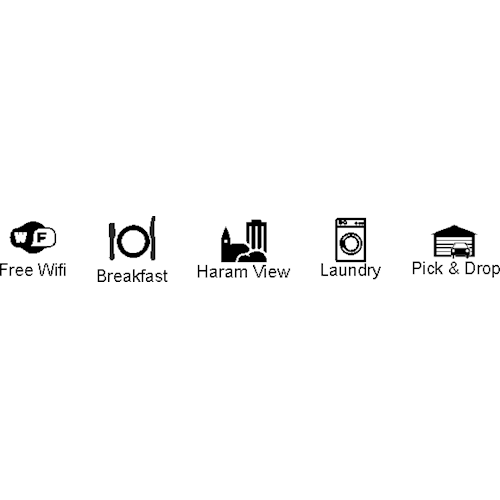 W F
Free Wifi
Breakfast
Haram View
Laundry
Pick & Drop